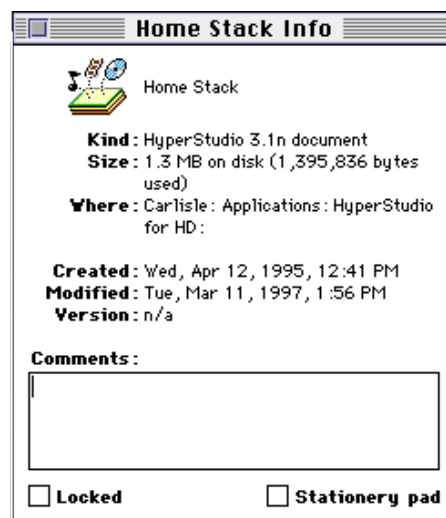 Home Stack Info
Home Stack
Kind: HyperStudio 3.1n document
Size: 1.3 MB on disk (1,395,836 bytes
used)
Where: Carlisle: Applications: HyperStudio
for HD:
Created: Wed, Apr 12, 1995, 12:41 PM
Modified: Tue, Mar 11, 1997, 1:56 PM
Version: n/a
Comments:
Locked Stationery pad